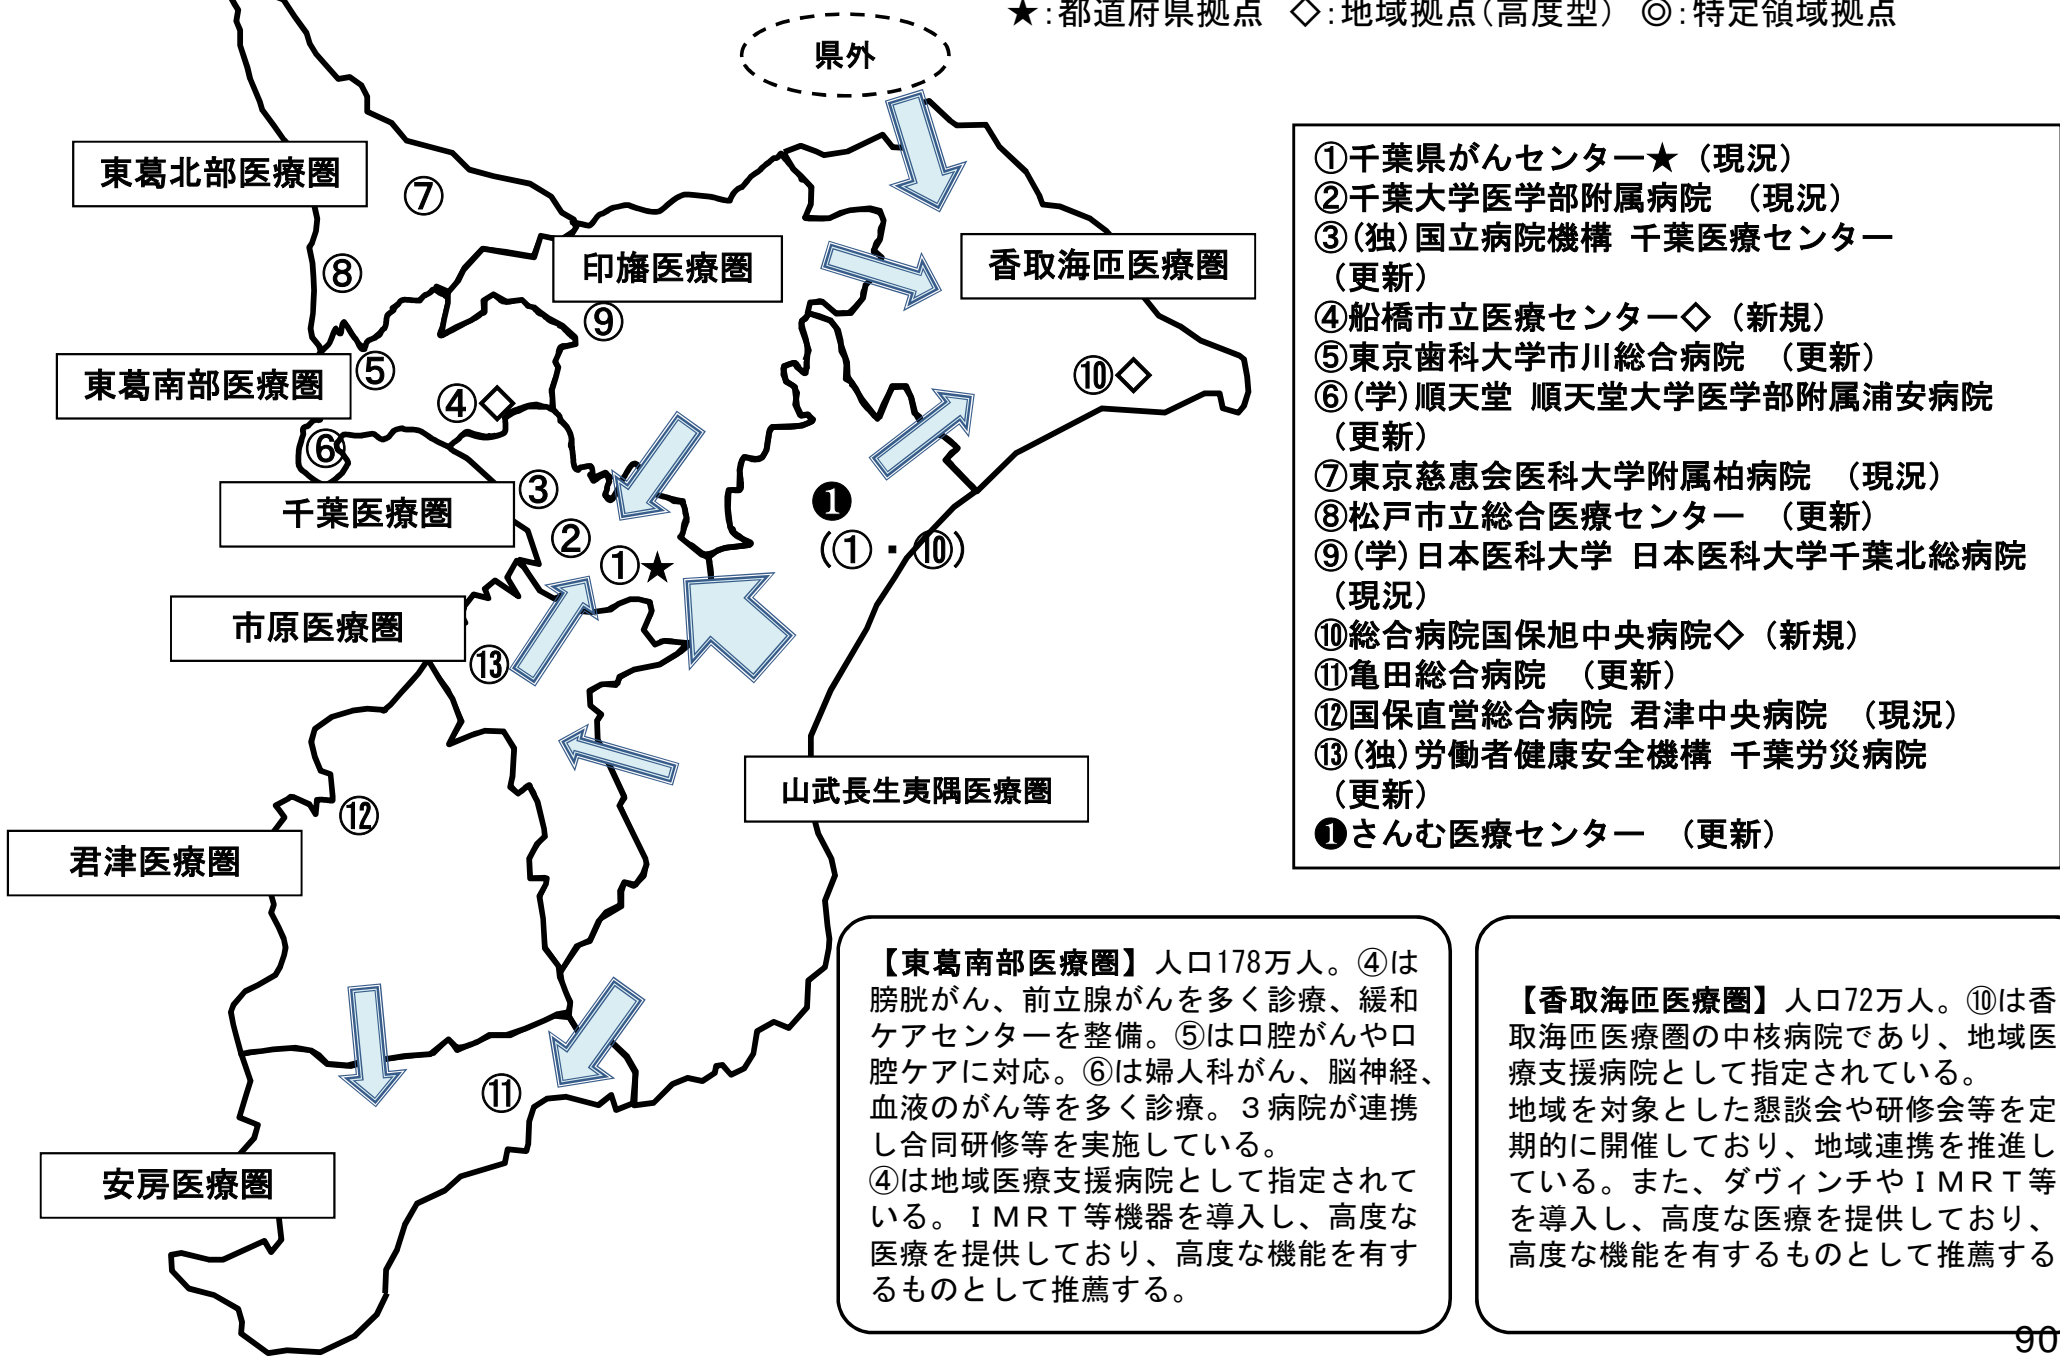 ★：都道府県拠点 ◇：地域拠点（高度型） ◎：特定領域拠点
県外
東葛北部医療圏
⑦
⑧
印旛医療圏
⑨
香取海匝医療圏
⑩◇
東葛南部医療圏
⑤
④◇
⑥
千葉医療圏
③
②
①★
❶
（①・⑩）
市原医療圏
⑬
山武長生夷隅医療圏
⑫
君津医療圏
⑪
安房医療圏
①千葉県がんセンター★（現況）
②千葉大学医学部附属病院 （現況）
③(独)国立病院機構 千葉医療センター
（更新）
④船橋市立医療センター◇（新規）
⑤東京歯科大学市川総合病院 （更新）
⑥(学)順天堂 順天堂大学医学部附属浦安病院
（更新）
⑦東京慈恵会医科大学附属柏病院 （現況）
⑧松戸市立総合医療センター （更新）
⑨(学)日本医科大学 日本医科大学千葉北総病院
（現況）
⑩総合病院国保旭中央病院◇（新規）
⑪亀田総合病院 （更新）
⑫国保直営総合病院 君津中央病院 （現況）
⑬(独)労働者健康安全機構 千葉労災病院
（更新）
❶さんむ医療センター （更新）
【東葛南部医療圏】人口178万人。④は
膀胱がん、前立腺がんを多く診療、緩和
ケアセンターを整備。⑤は口腔がんや口
腔ケアに対応。⑥は婦人科がん、脳神経、
血液のがん等を多く診療。３病院が連携
し合同研修等を実施している。
④は地域医療支援病院として指定されて
いる。ＩＭＲＴ等機器を導入し、高度な
医療を提供しており、高度な機能を有す
るものとして推薦する。
【香取海匝医療圏】人口72万人。⑩は香
取海匝医療圏の中核病院であり、地域医
療支援病院として指定されている。
地域を対象とした懇談会や研修会等を定
期的に開催しており、地域連携を推進し
ている。また、ダヴィンチやＩＭＲＴ等
を導入し、高度な医療を提供しており、
高度な機能を有するものとして推薦する
90